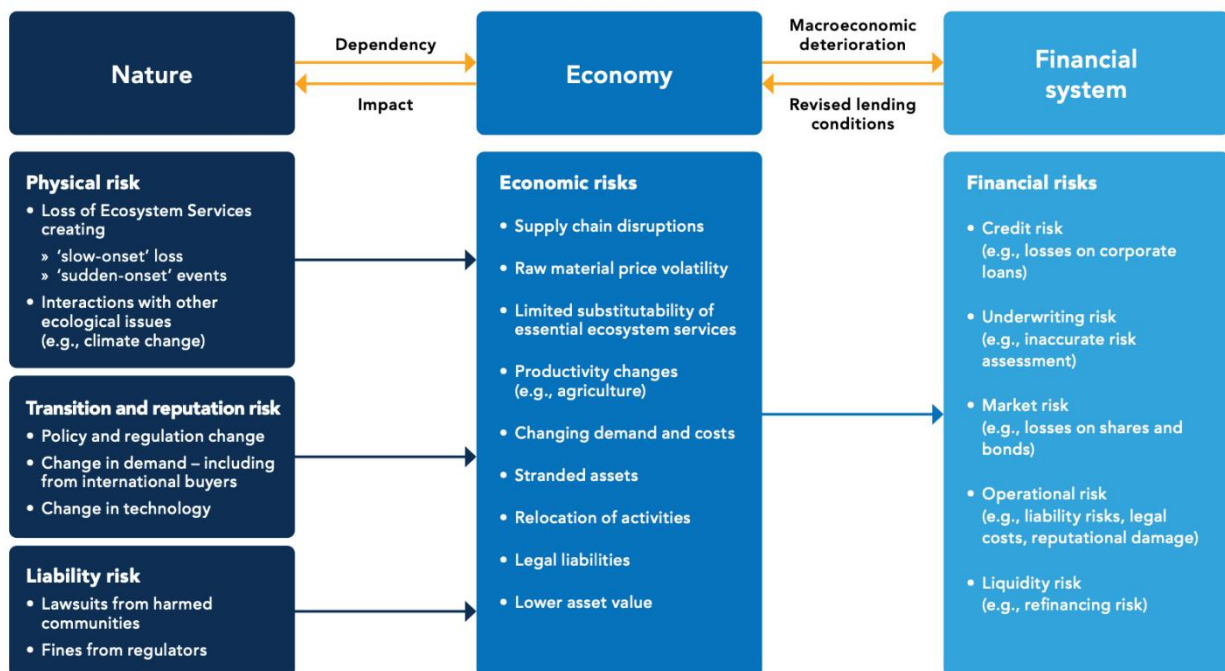 Nature
Dependency
Impact
Economy
Macroeconomic
deterioration
Revised lending
conditions
Financial
system
Physical risk
• Loss of Ecosystem Services
creating
» ‘slow-onset’ loss
» ‘sudden-onset’ events
• Interactions with other
ecological issues
(e.g., climate change)
Transition and reputation risk
• Policy and regulation change
• Change in demand – including
from international buyers
• Change in technology
Liability risk
• Lawsuits from harmed
communities
• Fines from regulators
Economic risks
• Supply chain disruptions
• Raw material price volatility
• Limited substitutability of
essential ecosystem services
• Productivity changes
(e.g., agriculture)
• Changing demand and costs
• Stranded assets
• Relocation of activities
• Legal liabilities
• Lower asset value
Financial risks
• Credit risk
(e.g., losses on corporate
loans)
• Underwriting risk
(e.g., inaccurate risk
assessment)
• Market risk
(e.g., losses on shares and
bonds)
• Operational risk
(e.g., liability risks, legal
costs, reputational damage)
• Liquidity risk
(e.g., refinancing risk)